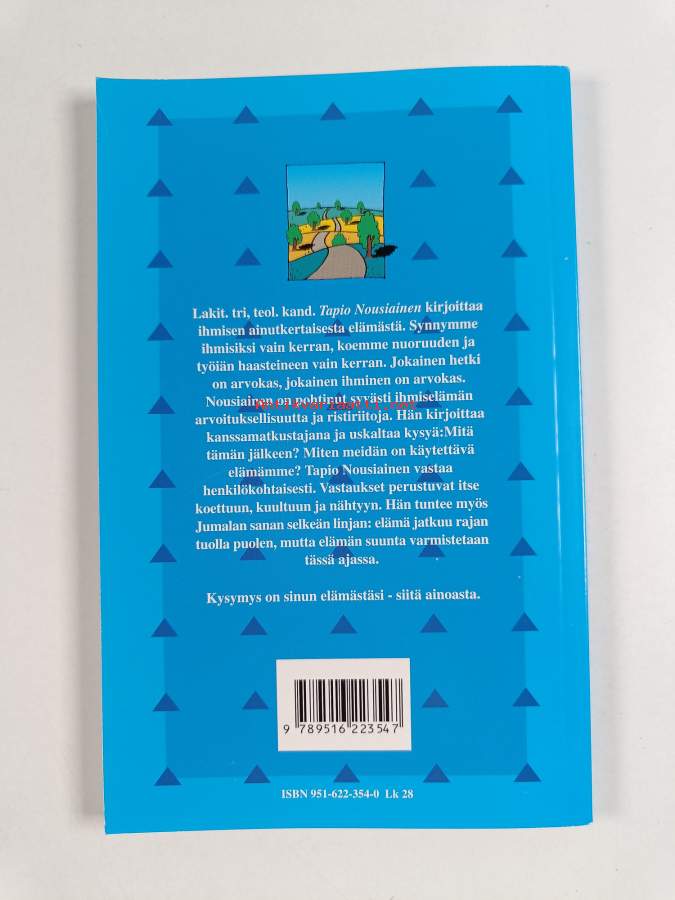 Lakit. tri, teol. kand. Tapio Nousiainen kirjoittaa
ihmisen ainutkertaisesta elämästä. Synnymme
ihmisiksi vain kerran, koemme nuoruuden ja
työiän haasteineen vain kerran. Jokainen hetki
on arvokas, jokainen ihminen on arvokas.
Nousiainen on pohtinut syvästi ihmiselämän
arvoituksellisuutta ja ristiriitoja. Hän kirjoittaa
kanssamatkustajana ja uskaltaa kysyä:Mitä
tämän jälkeen? Miten meidän on käytettävä
elämämme? Tapio Nousiainen vastaa
henkilökohtaisesti. Vastaukset perustuvat itse
koettuun, kuultuun ja nähtyyn. Hän tuntee myös
Jumalan sanan selkeän linjan: elämä jatkuu rajan
tuolla puolen, mutta elämän suunta varmistetaan
tässä ajassa.
Kysymys on sinun elämästäsi - siitä ainoasta.
9 789516 223547
ISBN 951-622-354-0 Lk 28